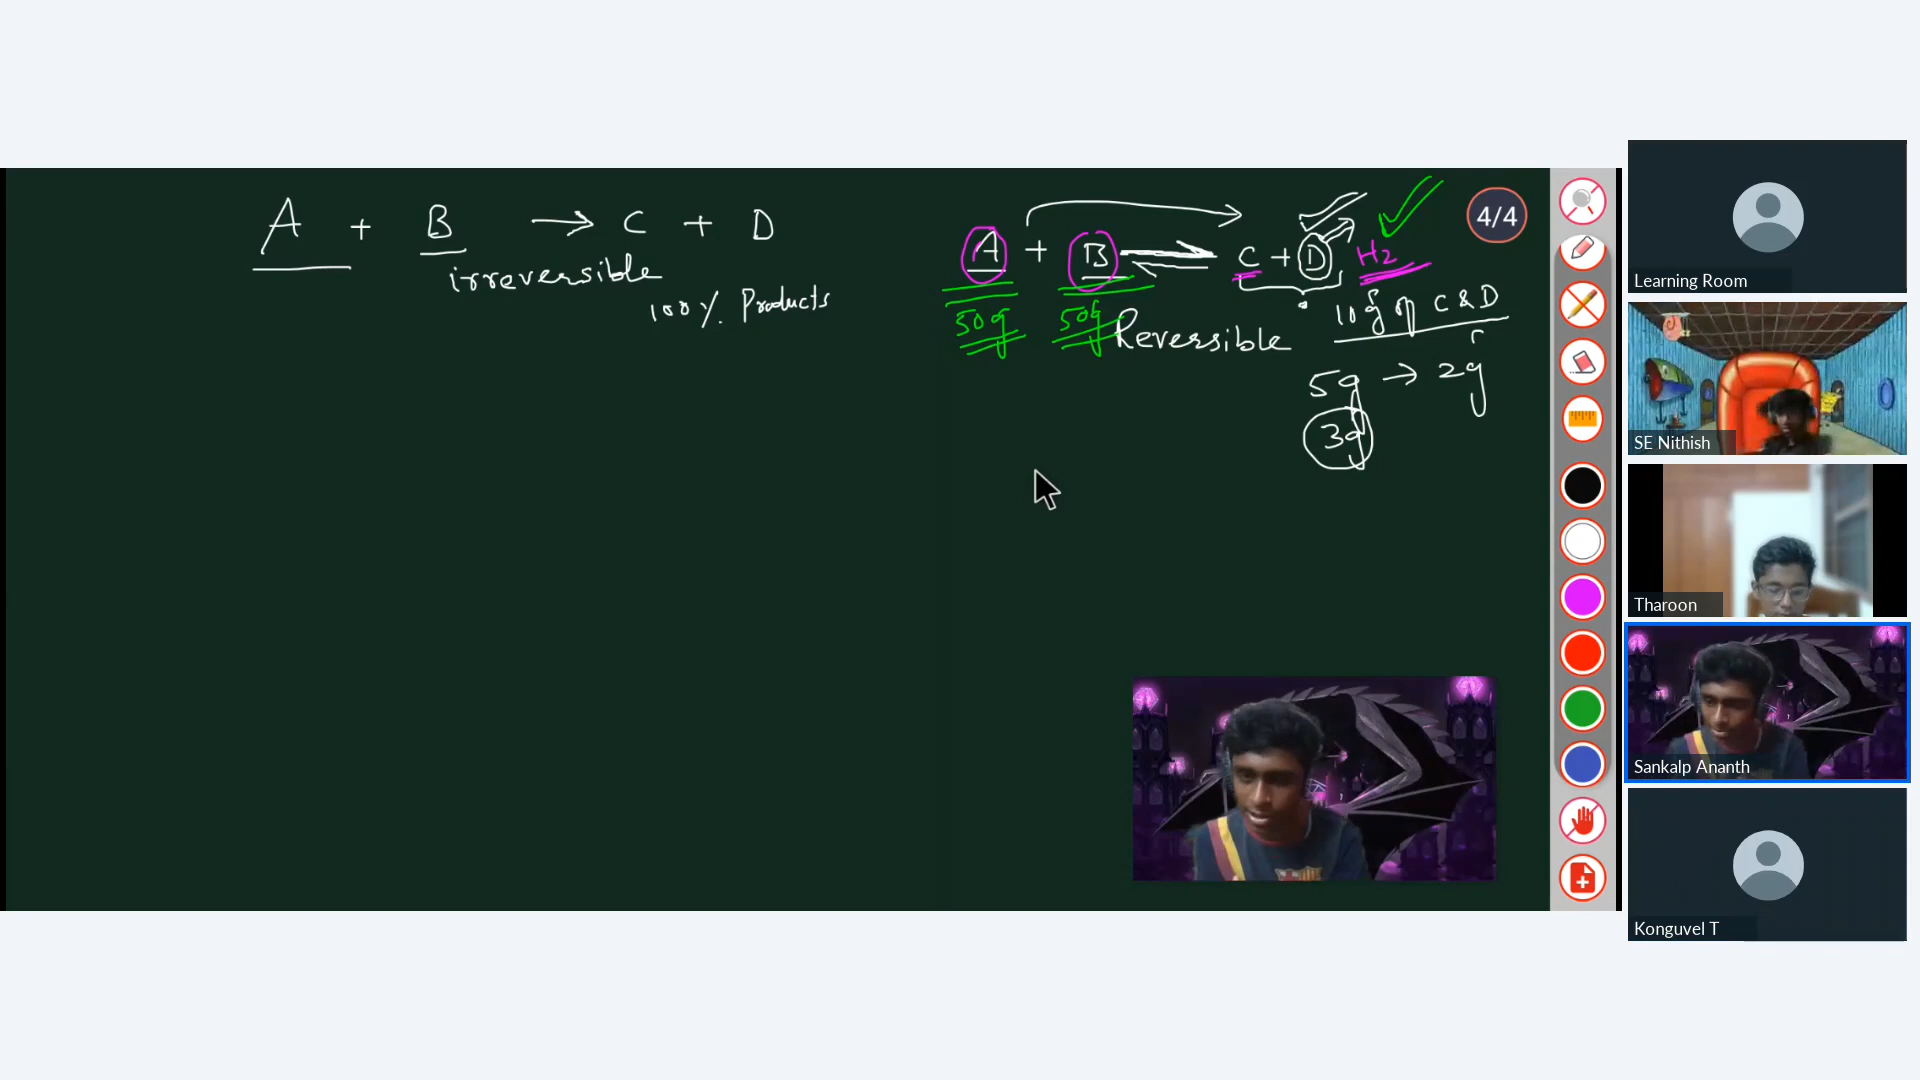 A + B → C + D
irreversible
100% Products
A + B ⇌ C + D H2
50g 50g Reversible
10g of C & D
5g → 2g
3g
4/4
Learning Room
SE Nithish
Tharoon
Sankalp Ananth
Konguvel T